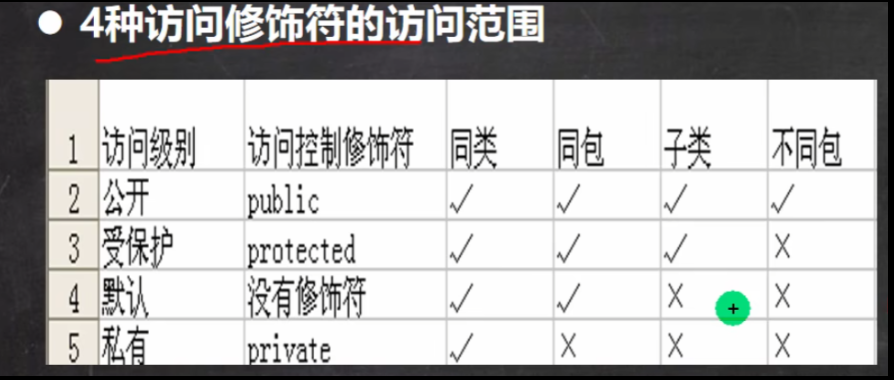 ● 4种访问修饰符的访问范围
1 访问级别 访问控制修饰符 同类 同包 子类 不同包
2 公开 public √ √ √ √
3 受保护 protected √ √ √ X
4 默认 没有修饰符 √ √ X X
5 私有 private √ X X X